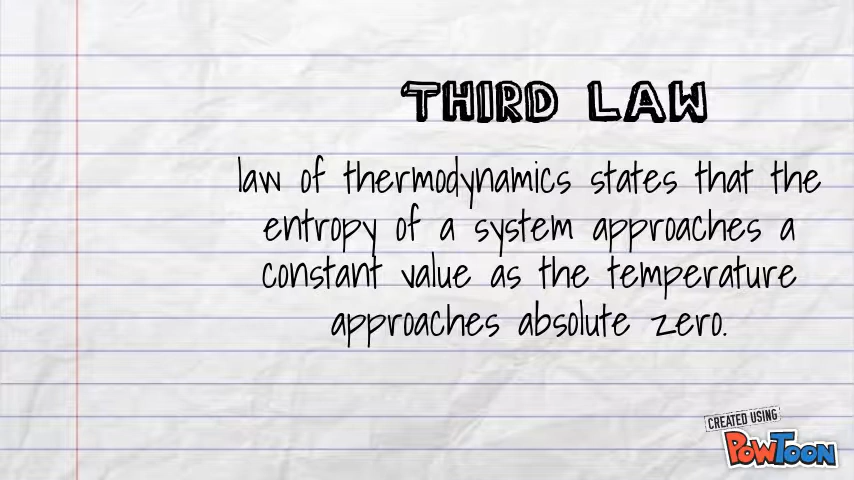 THIRD LAW
law of thermodynamics states that the
entropy of a system approaches a
constant value as the temperature
approaches absolute zero.
CREATED USING
POWTOON